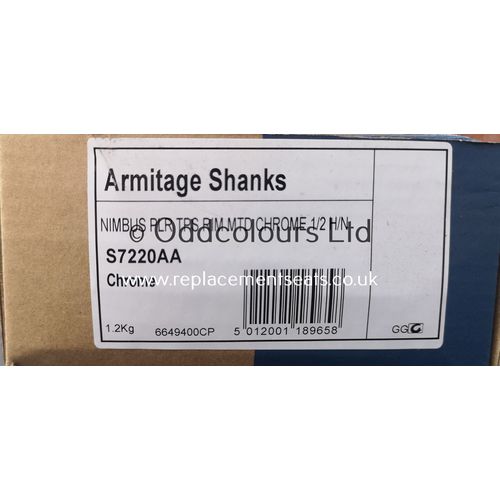 Armitage Shanks
NIMBUS PLR TPS RIM MTD CHROME 1/2 H/N
© Oddcolours Ltd
S7220AA
www.replacementseats.co.uk
Chrome
1.2Kg 6649400CP 5 012001 189658 GG